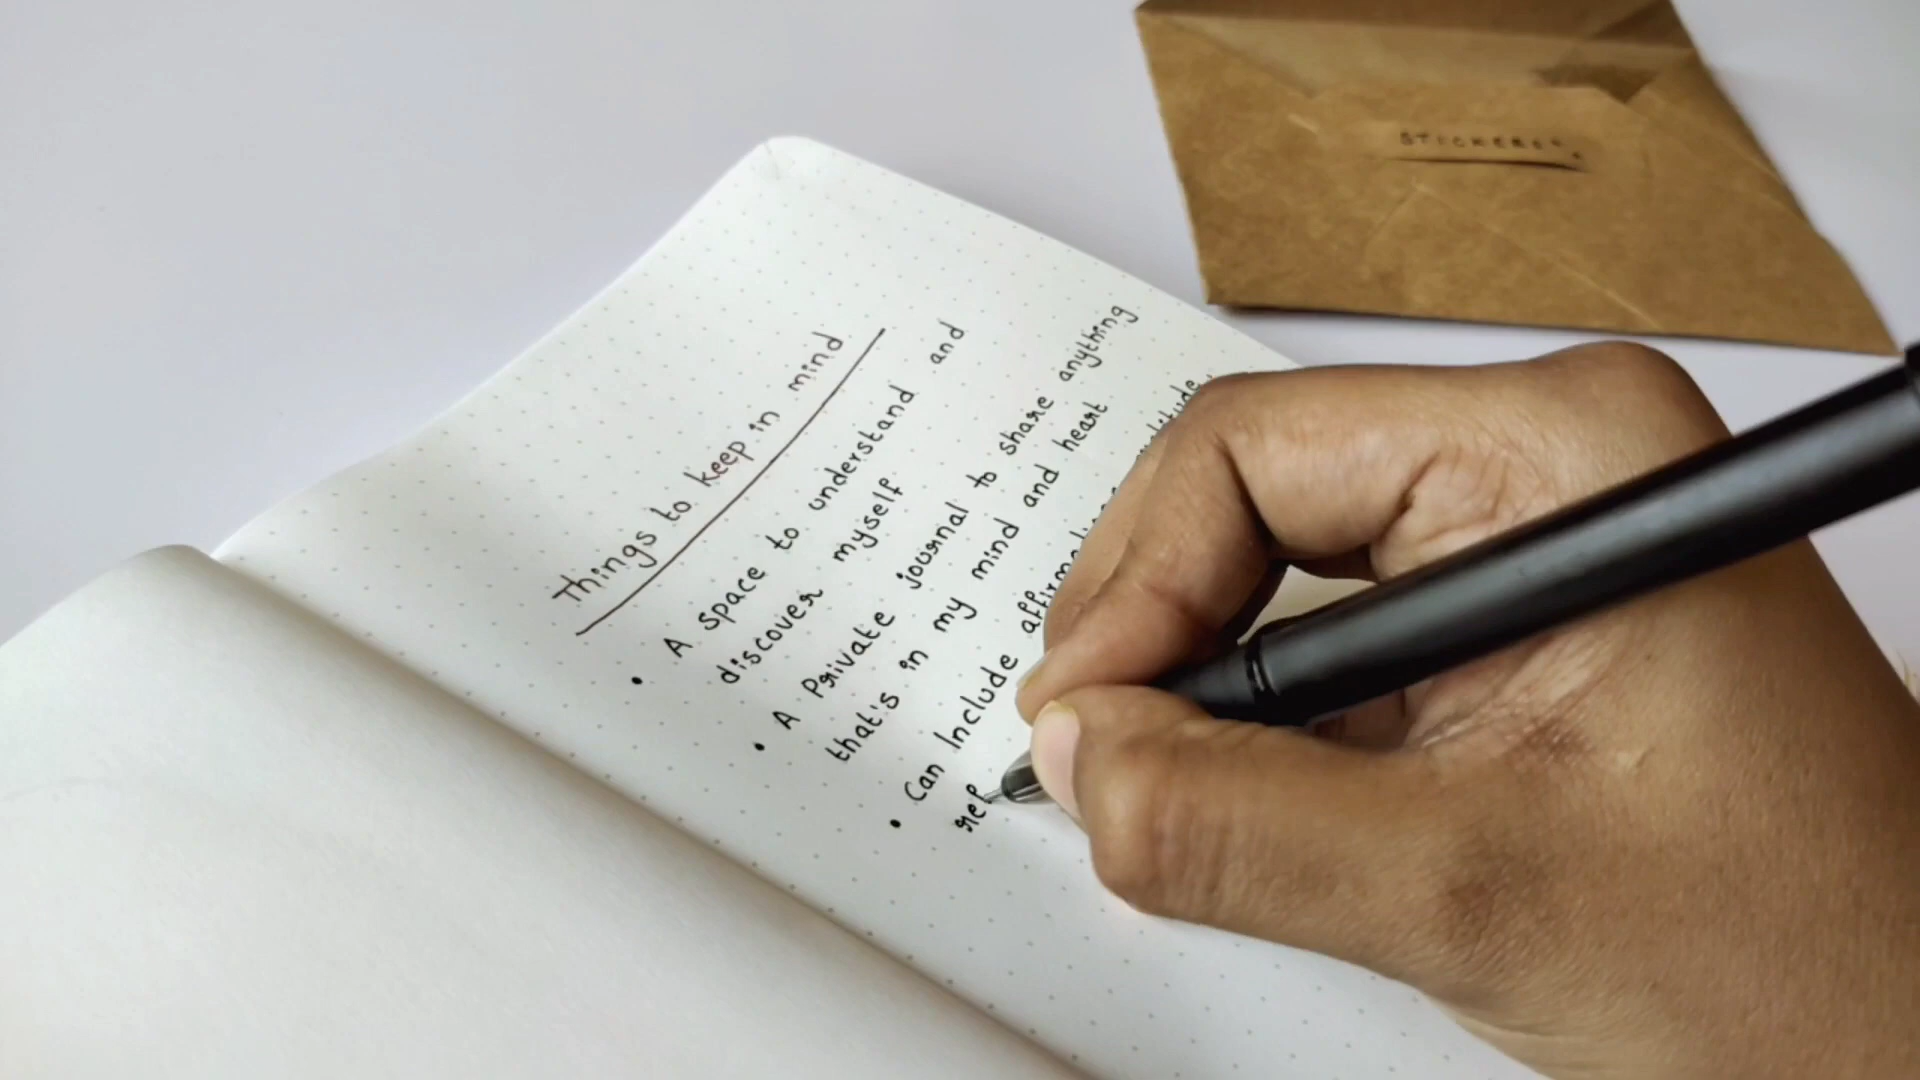 Things to keep in mind
• A space to understand and
discover myself
• A Private journal to share anything
that's in my mind and heart
• Can Include
rep
STICKERS